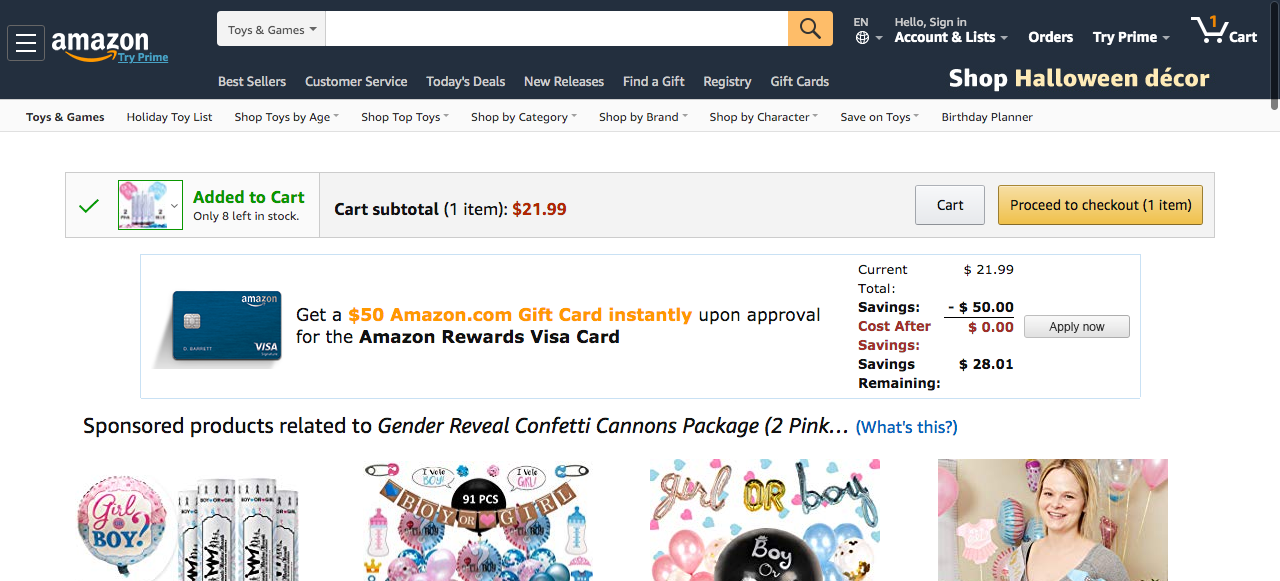 amazon
Try Prime
Toys & Games
EN
Hello, Sign in
Account & Lists
Orders
Try Prime
1
Cart
Best Sellers
Customer Service
Today's Deals
New Releases
Find a Gift
Registry
Gift Cards
Shop Halloween décor
Toys & Games
Holiday Toy List
Shop Toys by Age
Shop Top Toys
Shop by Category
Shop by Brand
Shop by Character
Save on Toys
Birthday Planner
2
PINK
2
BLUE
Added to Cart
Only 8 left in stock.
Cart subtotal (1 item): $21.99
Cart
Proceed to checkout (1 item)
amazon
D. BARRETT
VISA
Signature
Get a $50 Amazon.com Gift Card instantly upon approval
for the Amazon Rewards Visa Card
Current Total: $ 21.99
Savings: - $ 50.00
Cost After Savings: $ 0.00
Savings Remaining: $ 28.01
Apply now
Sponsored products related to Gender Reveal Confetti Cannons Package (2 Pink… (What's this?)
Girl
OR
BOY?
BOY OR GIRL
BOY OR GIRL
I Vote
BOY!
I Vote
GIRL!
91 PCS
BOY OR GIRL
girl OR boy
Boy
Or